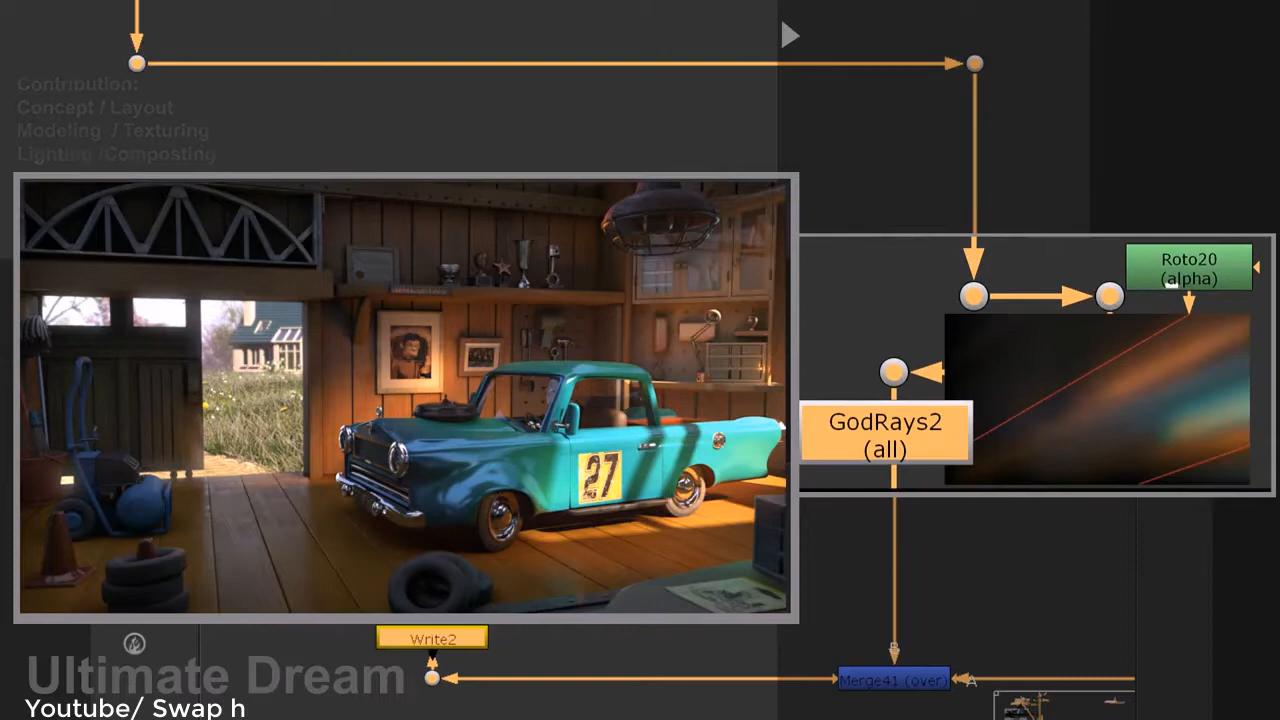 Contribution:
Concept / Layout
Modeling / Texturing
Lighting /Composting
Roto20
(alpha)
GodRays2
(all)
27
Write2
Merge41 (over)
A
Ultimate Dream
Youtube/ Swap h